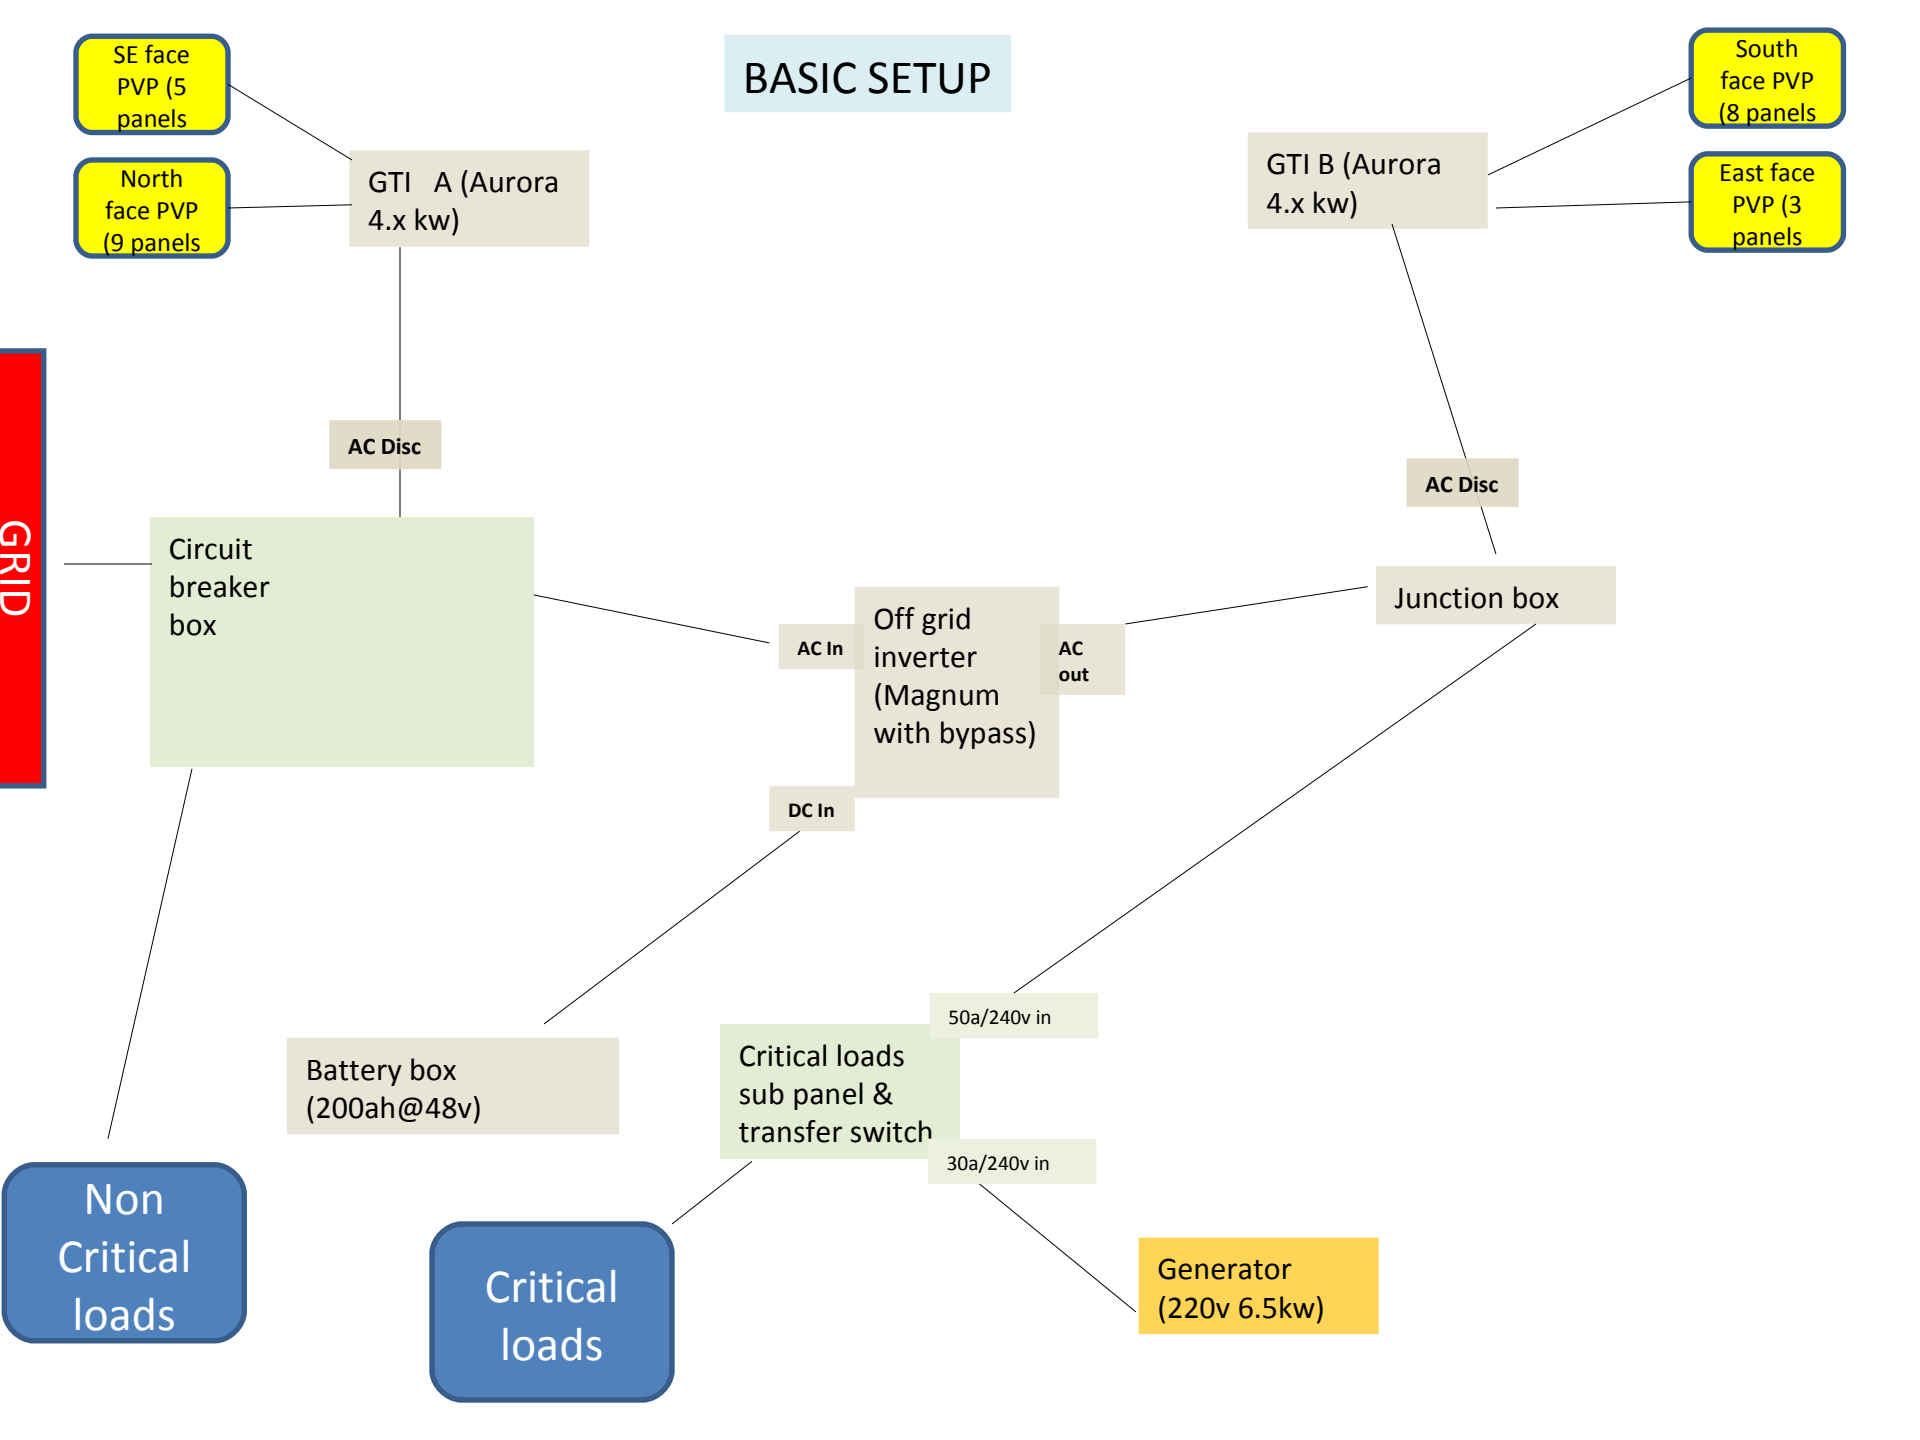 SE face
PVP (5
panels
BASIC SETUP
South
face PVP
(8 panels
North
face PVP
(9 panels
GTI A (Aurora
4.x kw)
GTI B (Aurora
4.x kw)
East face
PVP (3
panels
AC Disc
AC Disc
GRID
Circuit
breaker
box
AC In
Off grid
inverter
(Magnum
with bypass)
AC
out
Junction box
DC In
Battery box
(200ah@48v)
50a/240v in
Critical loads
sub panel &
transfer switch
30a/240v in
Non
Critical
loads
Critical
loads
Generator
(220v 6.5kw)